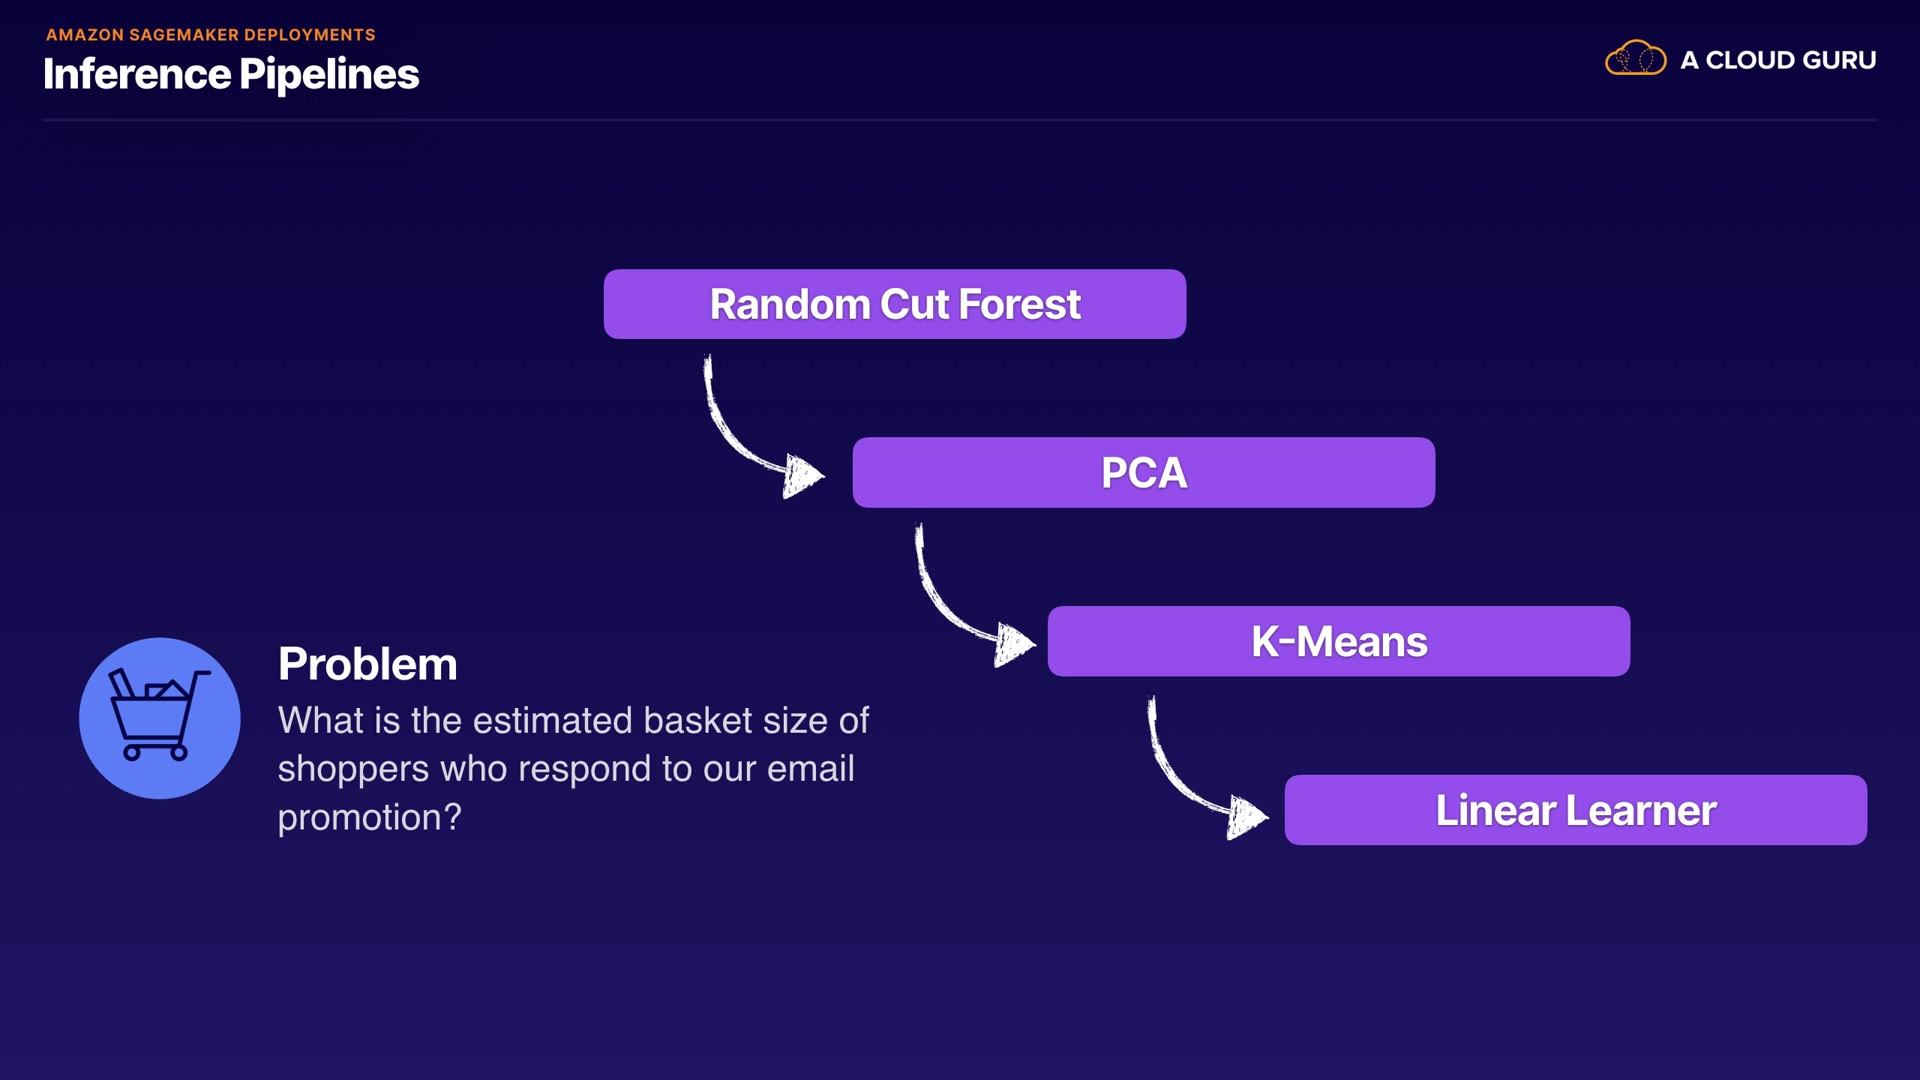 AMAZON SAGEMAKER DEPLOYMENTS
Inference Pipelines
A CLOUD GURU
Random Cut Forest
PCA
K-Means
Linear Learner
Problem
What is the estimated basket size of
shoppers who respond to our email
promotion?